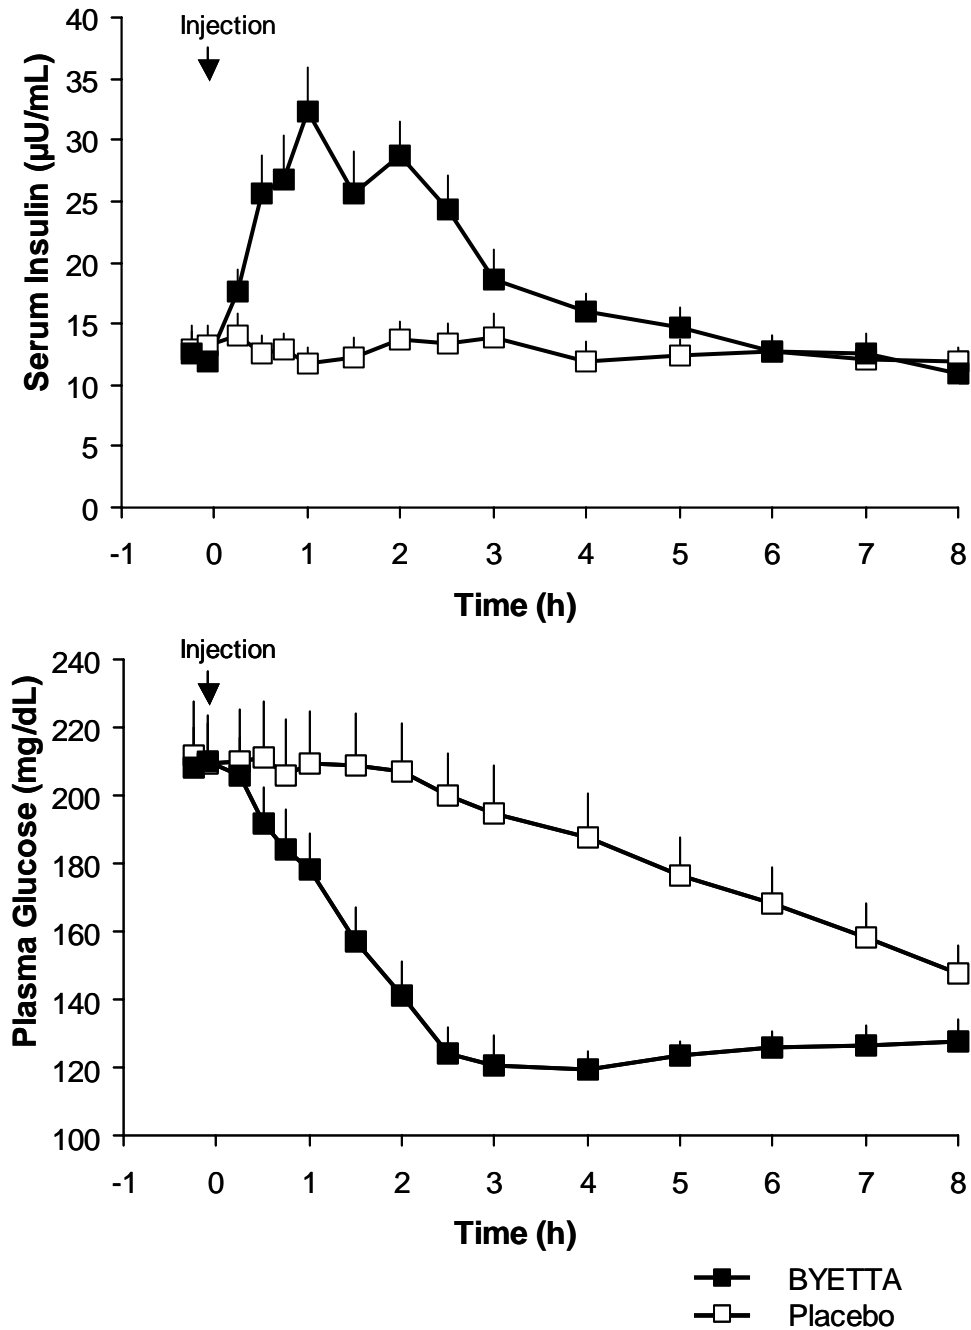 Injection
40
35
30
25
20
15
10
5
0
Serum Insulin (µU/mL)
-1 0 1 2 3 4 5 6 7 8
Time (h)
Injection
240
220
200
180
160
140
120
100
Plasma Glucose (mg/dL)
-1 0 1 2 3 4 5 6 7 8
Time (h)
BYETTA
Placebo